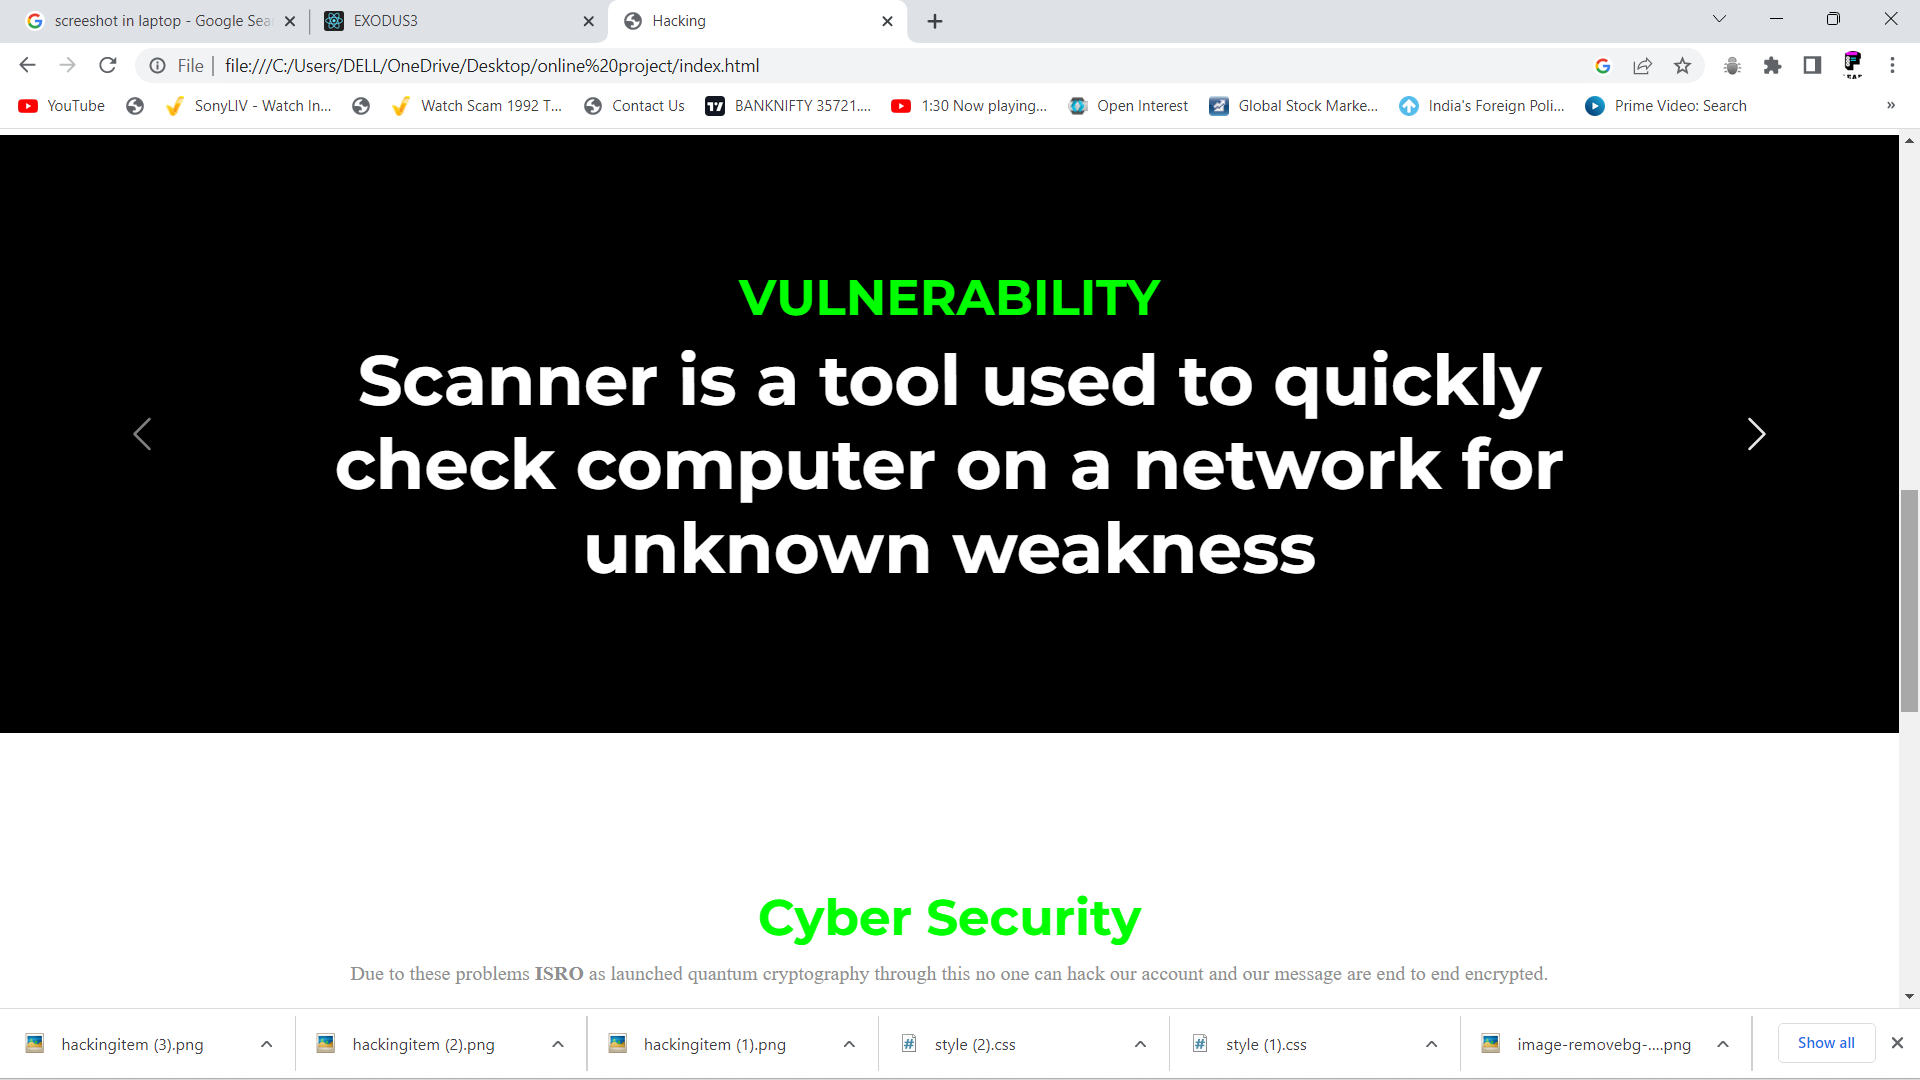 screeshot in laptop - Google Sea
EXODUS3
Hacking
File
file:///C:/Users/DELL/OneDrive/Desktop/online%20project/index.html
YouTube
SonyLIV - Watch In...
Watch Scam 1992 T...
Contact Us
BANKNIFTY 35721....
1:30 Now playing...
Open Interest
Global Stock Marke...
India's Foreign Poli...
Prime Video: Search
VULNERABILITY
Scanner is a tool used to quickly
check computer on a network for
unknown weakness
Cyber Security
Due to these problems ISRO as launched quantum cryptography through this no one can hack our account and our message are end to end encrypted.
hackingitem (3).png
hackingitem (2).png
hackingitem (1).png
style (2).css
style (1).css
image-removebg-....png
Show all